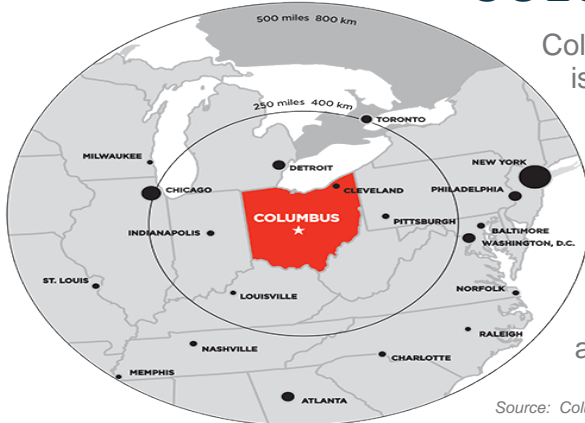 500 miles 800 km
Col
is
250 miles 400 km
TORONTO
MILWAUKEE
DETROIT
NEW YORK
CHICAGO
CLEVELAND
PHILADELPHIA
COLUMBUS
PITTSBURGH
INDIANAPOLIS
BALTIMORE
WASHINGTON, D.C.
ST. LOUIS
LOUISVILLE
NORFOLK
RALEIGH
NASHVILLE
CHARLOTTE
a
MEMPHIS
ATLANTA
Source: Col